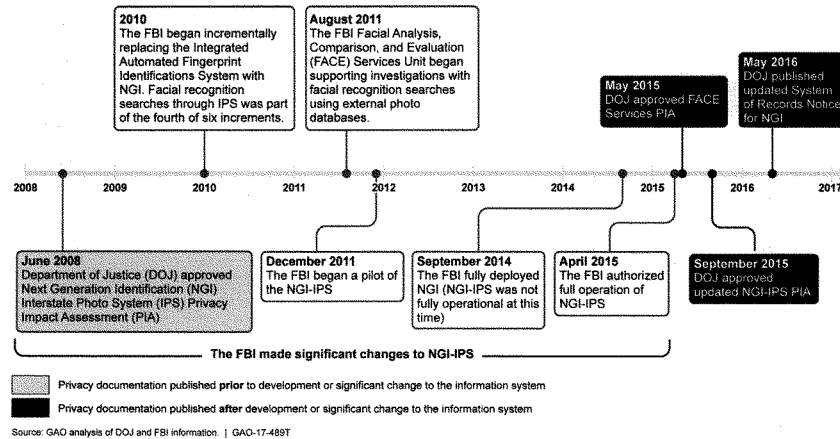 2010
The FBI began incrementally
replacing the Integrated
Automated Fingerprint
Identifications System with
NGI. Facial recognition
searches through IPS was part
of the fourth of six increments.
August 2011
The FBI Facial Analysis,
Comparison, and Evaluation
(FACE) Services Unit began
supporting investigations with
facial recognition searches
using external photo
databases.
May 2015
DOJ approved FACE
Services PIA
May 2016
DOJ published
updated System
of Records Notice
for NGI
2008
2009
2010
2011
2012
2013
2014
2015
2016
2017
June 2008
Department of Justice (DOJ) approved
Next Generation Identification (NGI)
Interstate Photo System (IPS) Privacy
Impact Assessment (PIA)
December 2011
The FBI began a pilot of
the NGI-IPS
September 2014
The FBI fully deployed
NGI (NGI-IPS was not
fully operational at this
time)
April 2015
The FBI authorized
full operation of
NGI-IPS
September 2015
DOJ approved
updated NGI-IPS PIA
The FBI made significant changes to NGI-IPS
Privacy documentation published prior to development or significant change to the information system
Privacy documentation published after development or significant change to the information system
Source: GAO analysis of DOJ and FBI information. | GAO-17-489T